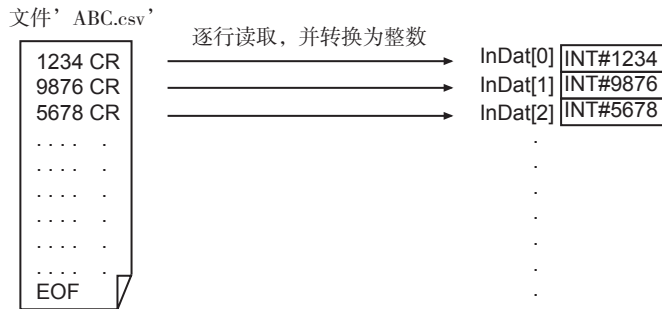 文件’ABC.csv’
逐行读取，并转换为整数
1234 CR
9876 CR
5678 CR
. . . . .
. . . . .
. . . . .
. . . . .
. . . . .
. . . . .
EOF
InDat[0] INT#1234
InDat[1] INT#9876
InDat[2] INT#5678
.
.
.
.
.
.
.